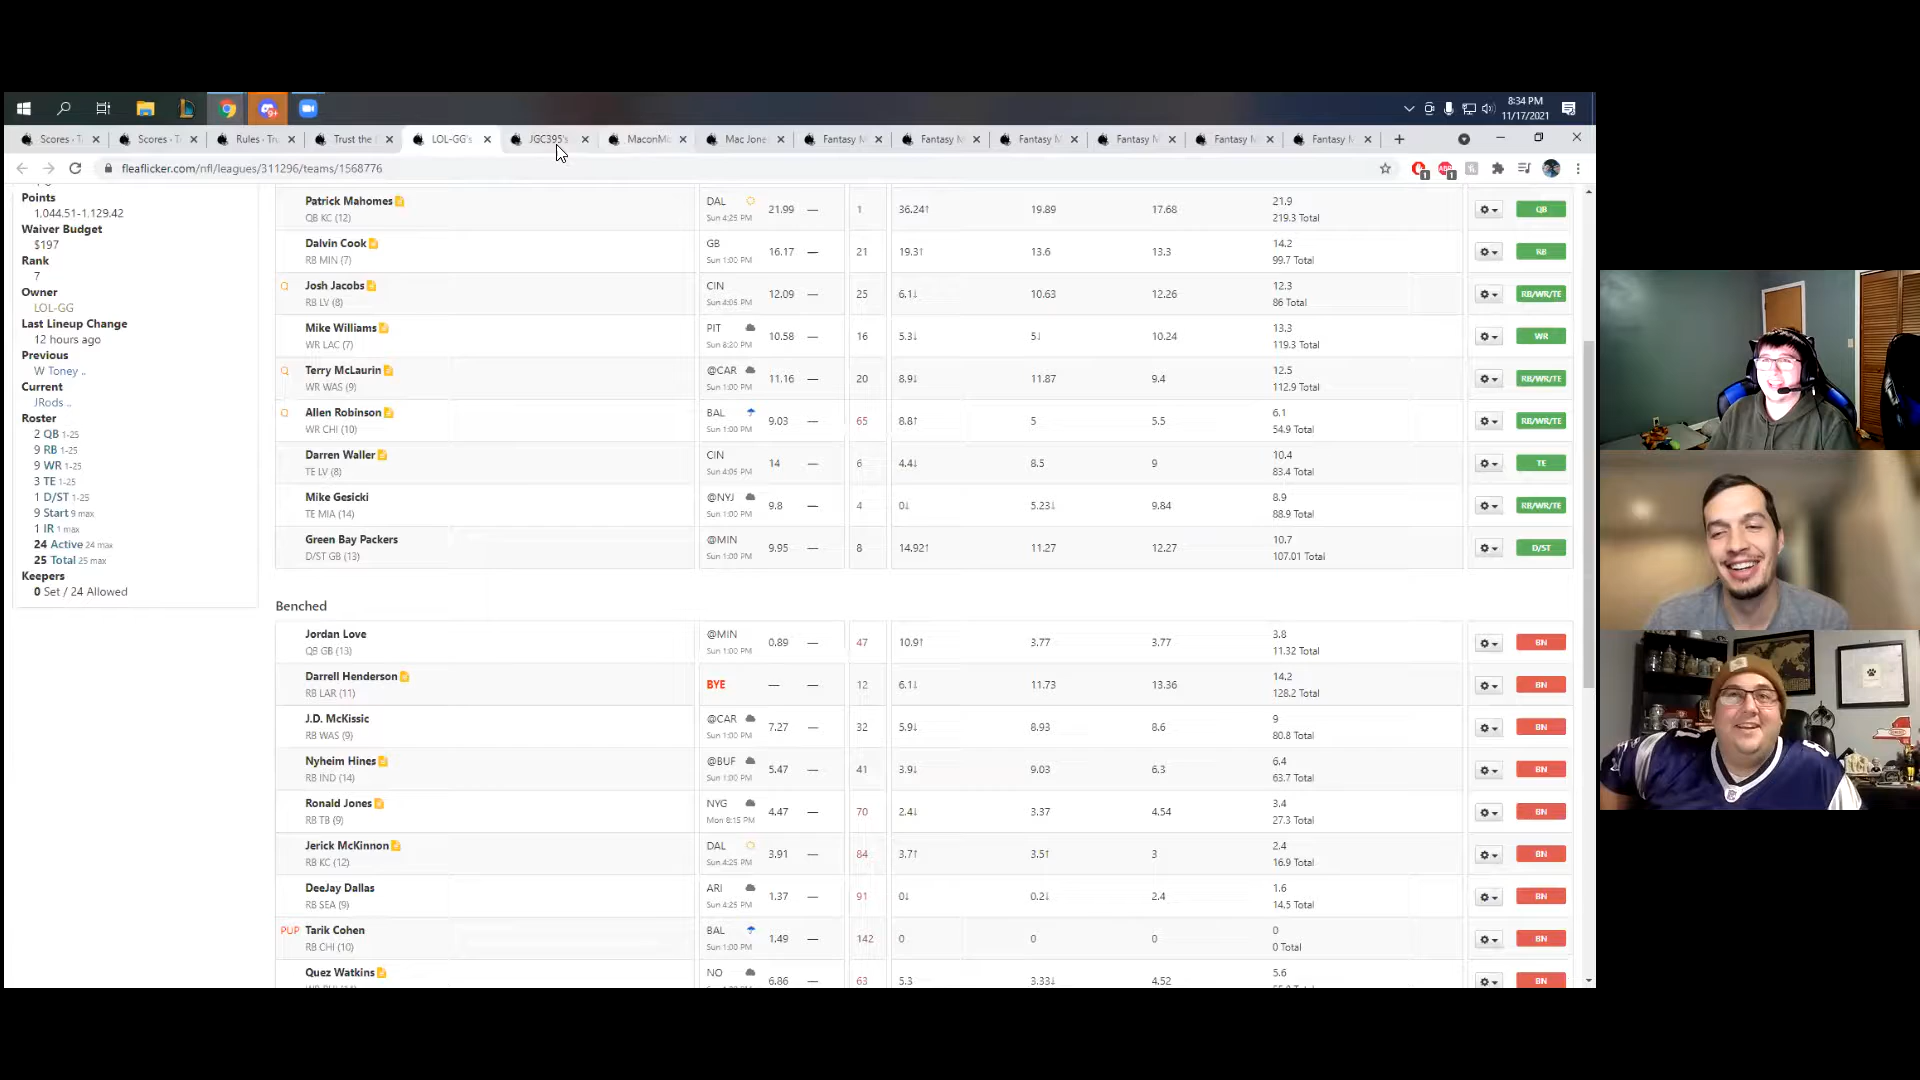 8:34 PM
11/17/2021
Scores - T
Scores - T
Rules - Tru
Trust the
LOL-GG's
JGC395's
MaconMo
Mac Jone
Fantasy M
Fantasy M
Fantasy M
Fantasy M
Fantasy M
Fantasy M
fleaflicker.com/nfl/leagues/311296/teams/1568776
Points
1,044.51-1,129.42
Waiver Budget
$197
Rank
7
Owner
LOL-GG
Last Lineup Change
12 hours ago
Previous
W Toney ..
Current
JRods ..
Roster
2 QB 1-25
9 RB 1-25
9 WR 1-25
3 TE 1-25
1 D/ST 1-25
9 Start 9 max
1 IR 1 max
24 Active 24 max
25 Total 25 max
Keepers
0 Set / 24 Allowed
Patrick Mahomes DAL 21.99 — 1 36.24↑ 19.89 17.68 21.9 QB
QB KC (12) Sun 4:25 PM 219.3 Total
Dalvin Cook GB 16.17 — 21 19.3↑ 13.6 13.3 14.2 RB
RB MIN (7) Sun 1:00 PM 99.7 Total
Q Josh Jacobs CIN 12.09 — 25 6.1↓ 10.63 12.26 12.3 RB/WR/TE
RB LV (8) Sun 4:05 PM 86 Total
Mike Williams PIT 10.58 — 16 5.3↓ 5↓ 10.24 13.3 WR
WR LAC (7) Sun 8:20 PM 119.3 Total
Q Terry McLaurin @CAR 11.16 — 20 8.9↓ 11.87 9.4 12.5 RB/WR/TE
WR WAS (9) Sun 1:00 PM 112.9 Total
Q Allen Robinson BAL 9.03 — 65 8.8↑ 5 5.5 6.1 RB/WR/TE
WR CHI (10) Sun 1:00 PM 54.9 Total
Darren Waller CIN 14 — 6 4.4↓ 8.5 9 10.4 TE
TE LV (8) Sun 4:05 PM 83.4 Total
Mike Gesicki @NYJ 9.8 — 4 0↓ 5.23↓ 9.84 8.9 RB/WR/TE
TE MIA (14) Sun 1:00 PM 88.9 Total
Green Bay Packers @MIN 9.95 — 8 14.92↑ 11.27 12.27 10.7 D/ST
D/ST GB (13) Sun 1:00 PM 107.01 Total
Benched
Jordan Love @MIN 0.89 — 47 10.9↑ 3.77 3.77 3.8 BN
QB GB (13) Sun 1:00 PM 11.32 Total
Darrell Henderson BYE — — 12 6.1↓ 11.73 13.36 14.2 BN
RB LAR (11) 128.2 Total
J.D. McKissic @CAR 7.27 — 32 5.9↓ 8.93 8.6 9 BN
RB WAS (9) Sun 1:00 PM 80.8 Total
Nyheim Hines @BUF 5.47 — 41 3.9↓ 9.03 6.3 6.4 BN
RB IND (14) Sun 1:00 PM 63.7 Total
Ronald Jones NYG 4.47 — 70 2.4↓ 3.37 4.54 3.4 BN
RB TB (9) Mon 8:15 PM 27.3 Total
Jerick McKinnon DAL 3.91 — 84 3.7↑ 3.5↑ 3 2.4 BN
RB KC (12) Sun 4:25 PM 16.9 Total
DeeJay Dallas ARI 1.37 — 91 0↓ 0.2↓ 2.4 1.6 BN
RB SEA (9) Sun 4:25 PM 14.5 Total
PUP Tarik Cohen BAL 1.49 — 142 0 0 0 0 BN
RB CHI (10) Sun 1:00 PM 0 Total
Quez Watkins NO 6.86 — 63 5.3 3.33↓ 4.52 5.6 BN